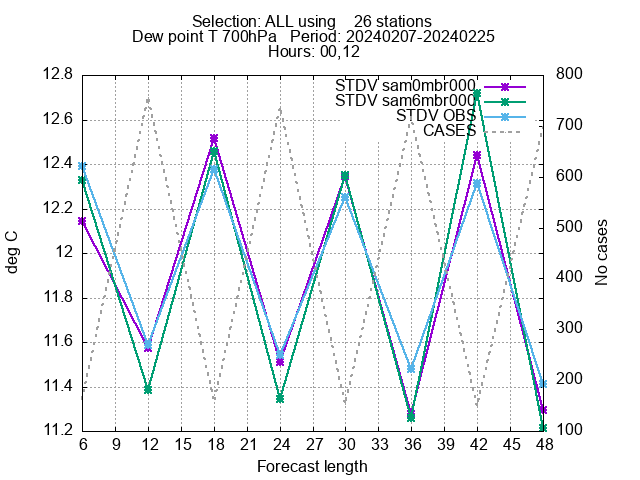 Selection: ALL using    26 stations
Dew point T 700hPa   Period: 20240207-20240225
Hours: 00,12
STDV sam0mbr000
STDV sam6mbr000
STDV OBS
CASES
12.8
12.6
12.4
12.2
12
11.8
11.6
11.4
11.2
deg C
800
700
600
500
400
300
200
100
No cases
6 9 12 15 18 21 24 27 30 33 36 39 42 45 48
Forecast length